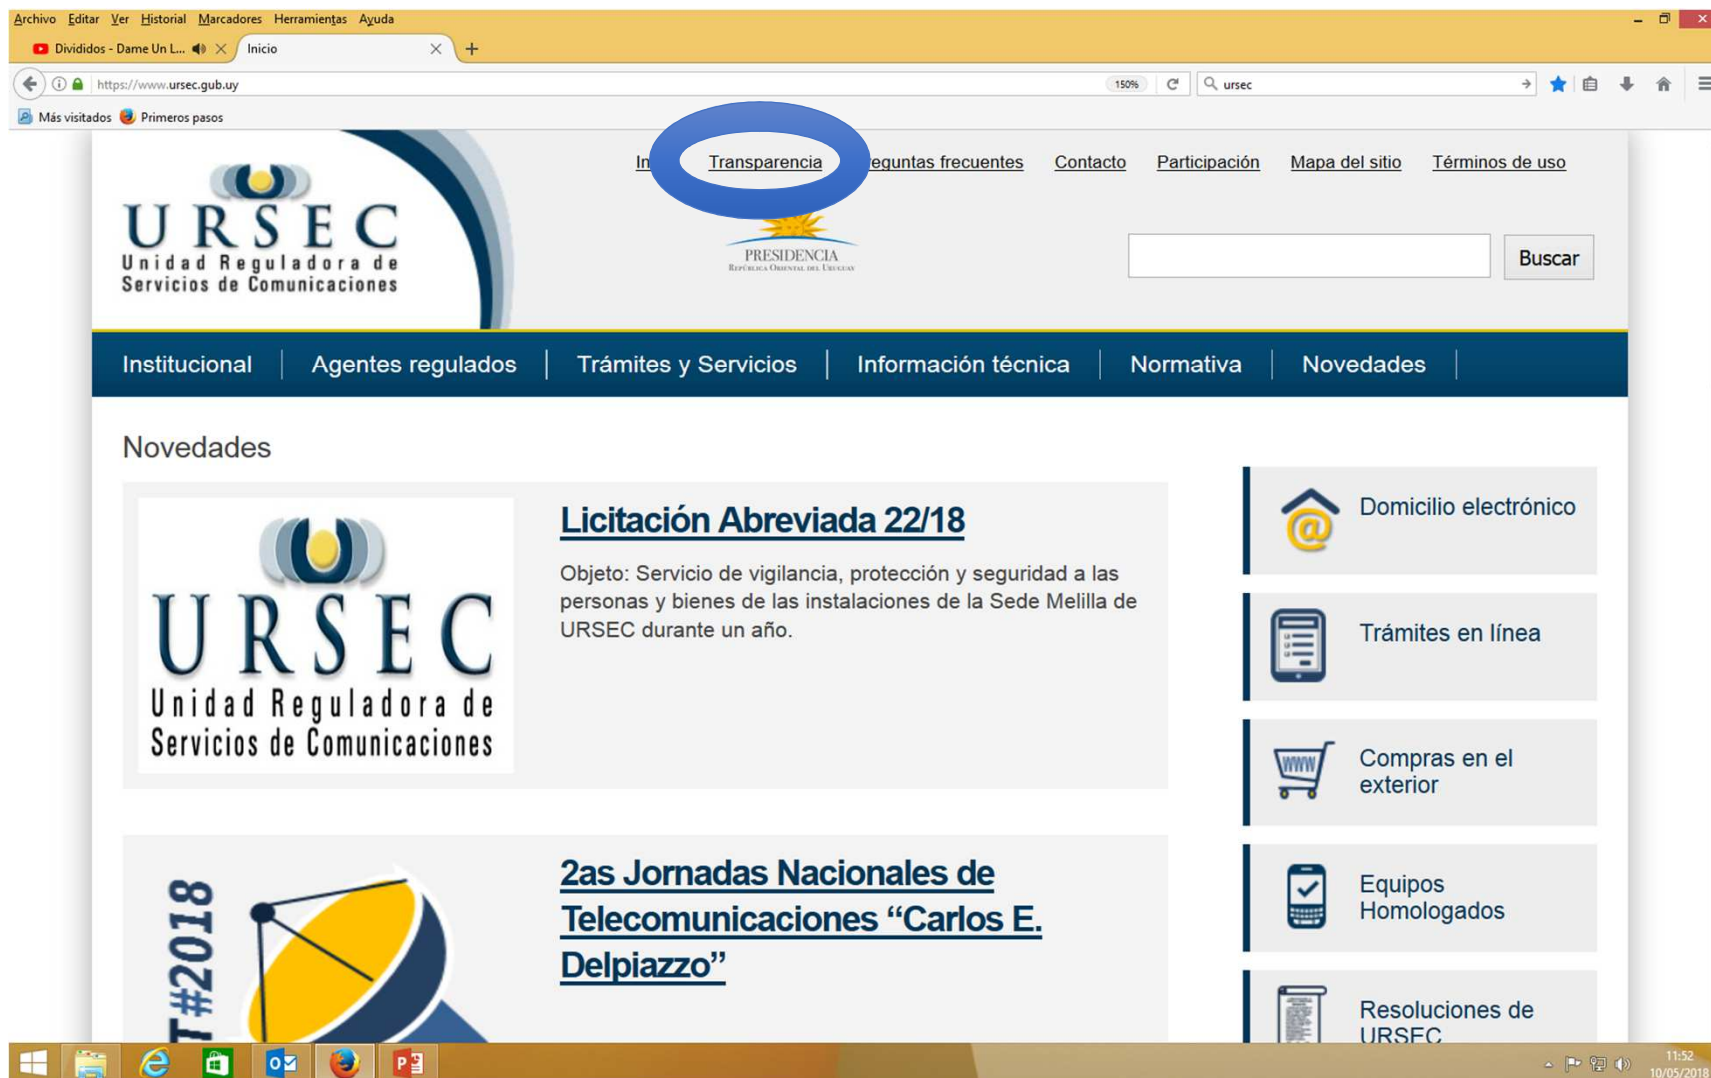 Archivo Editar Ver Historial Marcadores Herramientas Ayuda
Divididos - Dame Un L... Inicio
https://www.ursec.gub.uy 150% ursec
Más visitados Primeros pasos
Transparencia frecuentes Contacto Participación Mapa del sitio Términos de uso
URSEC
Unidad Reguladora de
Servicios de Comunicaciones
PRESIDENCIA
REPÚBLICA ORIENTAL DEL URUGUAY
Buscar
Institucional Agentes regulados Trámites y Servicios Información técnica Normativa Novedades
Novedades
URSEC
Unidad Reguladora de
Servicios de Comunicaciones
Licitación Abreviada 22/18
Objeto: Servicio de vigilancia, protección y seguridad a las
personas y bienes de las instalaciones de la Sede Melilla de
URSEC durante un año.
T#2018
2as Jornadas Nacionales de
Telecomunicaciones “Carlos E.
Delpiazzo”
Domicilio electrónico
Trámites en línea
www
Compras en el
exterior
Equipos
Homologados
Resoluciones de
URSEC
11:52
10/05/2018